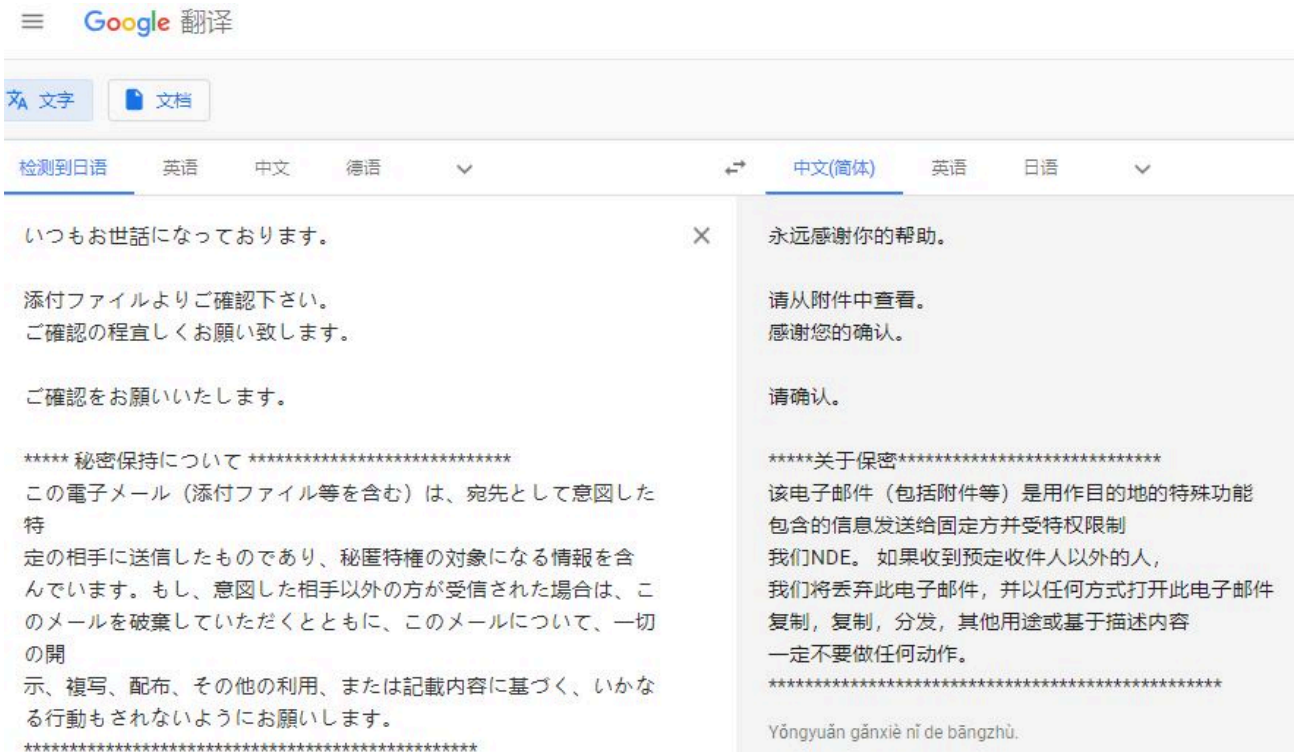 Google 翻译
文字
文档
检测到日语 英语 中文 德语
中文(简体) 英语 日语
いつもお世話になっております。
添付ファイルよりご確認下さい。
ご確認の程宜しくお願い致します。
ご確認をお願いいたします。
***** 秘密保持について *****************************
この電子メール（添付ファイル等を含む）は、宛先として意図した
特
定の相手に送信したものであり、秘匿特権の対象になる情報を含
んでいます。もし、意図した相手以外の方が受信された場合は、こ
のメールを破棄していただくとともに、このメールについて、一切
の開
示、複写、配布、その他の利用、または記載内容に基づく、いかな
る行動もされないようにお願いします。
**************************************************
永远感谢你的帮助。
请从附件中查看。
感谢您的确认。
请确认。
*****关于保密*****************************
该电子邮件（包括附件等）是用作目的地的特殊功能
包含的信息发送给固定方并受特权限制
我们NDE。 如果收到预定收件人以外的人，
我们将丢弃此电子邮件，并以任何方式打开此电子邮件
复制，复制，分发，其他用途或基于描述内容
一定不要做任何动作。
**************************************************
Yǒngyuǎn gǎnxiè nǐ de bāngzhù.